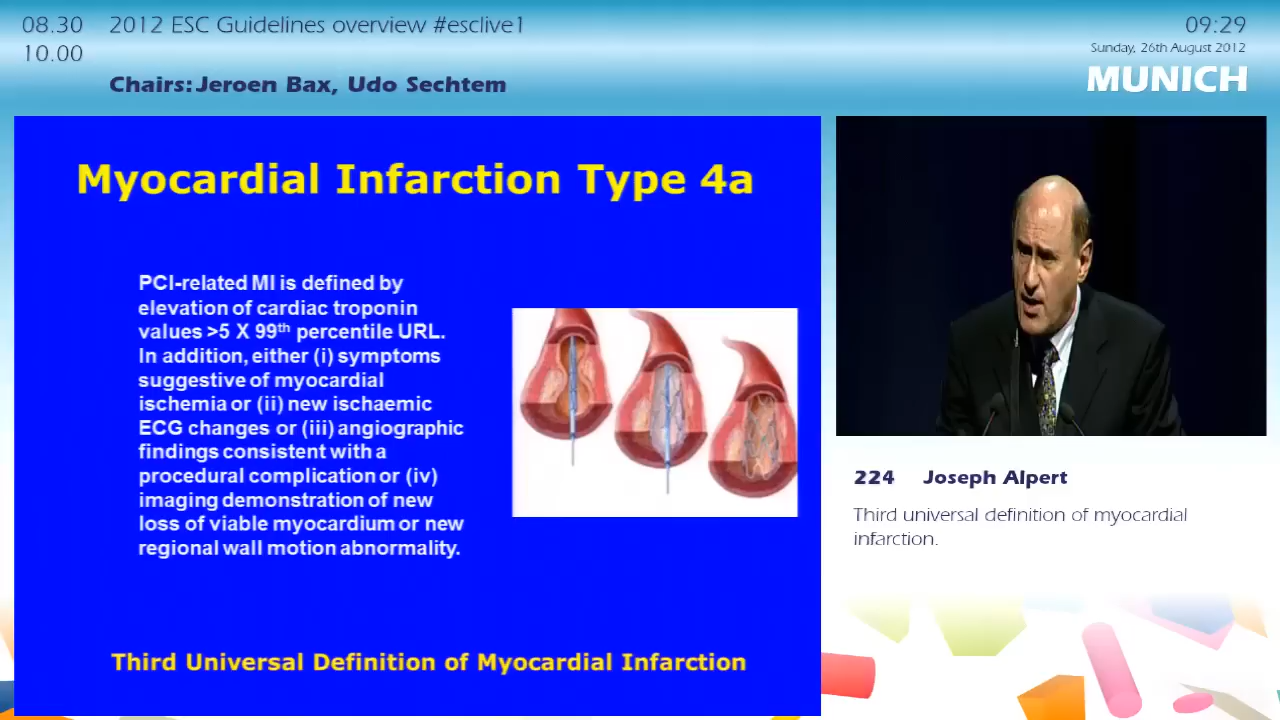 08.30 2012 ESC Guidelines overview #esclive1
10.00
Chairs: Jeroen Bax, Udo Sechtem
09:29
Sunday, 26th August 2012
MUNICH
Myocardial Infarction Type 4a
PCI-related MI is defined by
elevation of cardiac troponin
values >5 X 99th percentile URL.
In addition, either (i) symptoms
suggestive of myocardial
ischemia or (ii) new ischaemic
ECG changes or (iii) angiographic
findings consistent with a
procedural complication or (iv)
imaging demonstration of new
loss of viable myocardium or new
regional wall motion abnormality.
Third Universal Definition of Myocardial Infarction
224 Joseph Alpert
Third universal definition of myocardial
infarction.